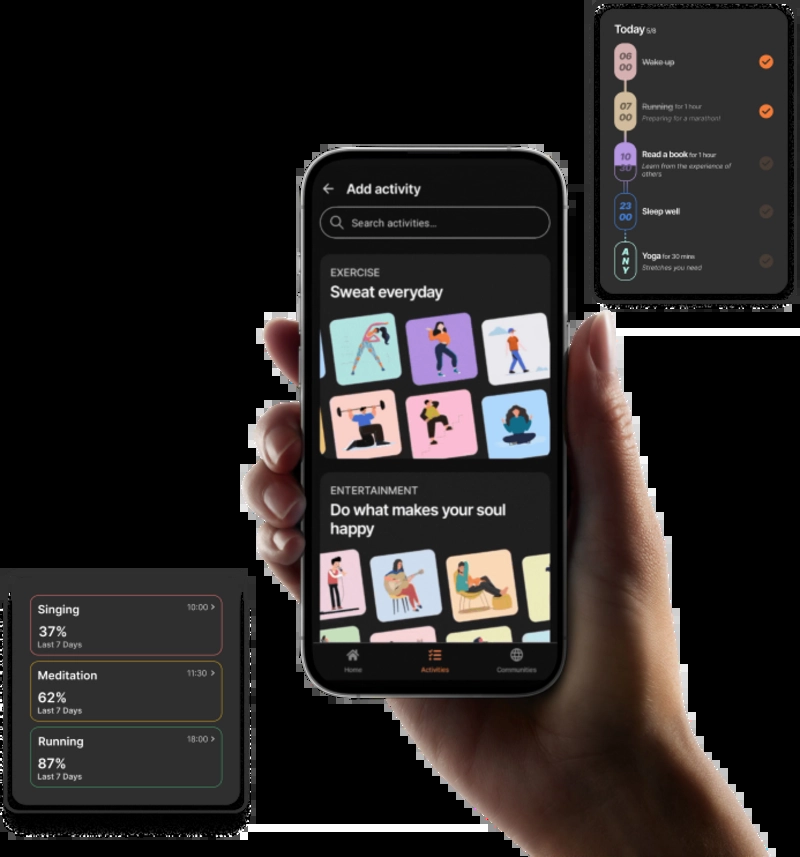 Today 5/8
06
00
Wake up
07
00
Running for 1 hour
Preparing for a marathon!
10
30
Read a book for 1 hour
Learn from the experience of
others
23
00
Sleep well
A
N
Y
Yoga for 30 mins
Stretches you need
Add activity
Search activities...
EXERCISE
Sweat everyday
ENTERTAINMENT
Do what makes your soul
happy
Home
Activities
Communities
Singing
10:00 >
37%
Last 7 Days
Meditation
11:30 >
62%
Last 7 Days
Running
18:00 >
87%
Last 7 Days